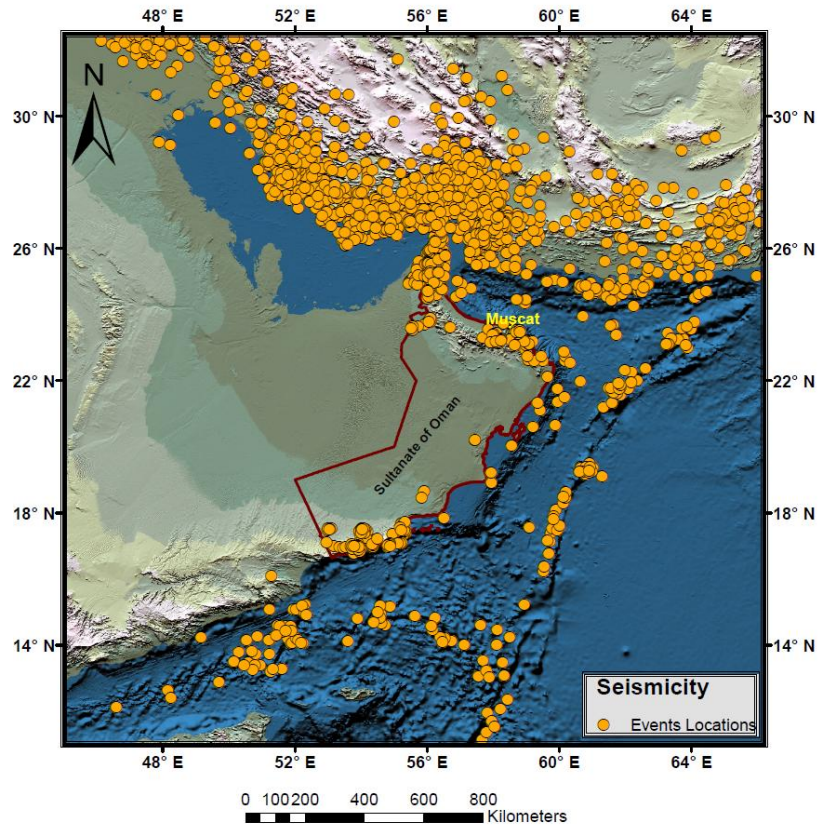 48° E 52° E 56° E 60° E 64° E
N
30° N 30° N
26° N 26° N
Muscat
22° N 22° N
Sultanate of Oman
18° N 18° N
14° N 14° N
Seismicity
Events Locations
48° E 52° E 56° E 60° E 64° E
0 100 200 400 600 800
Kilometers